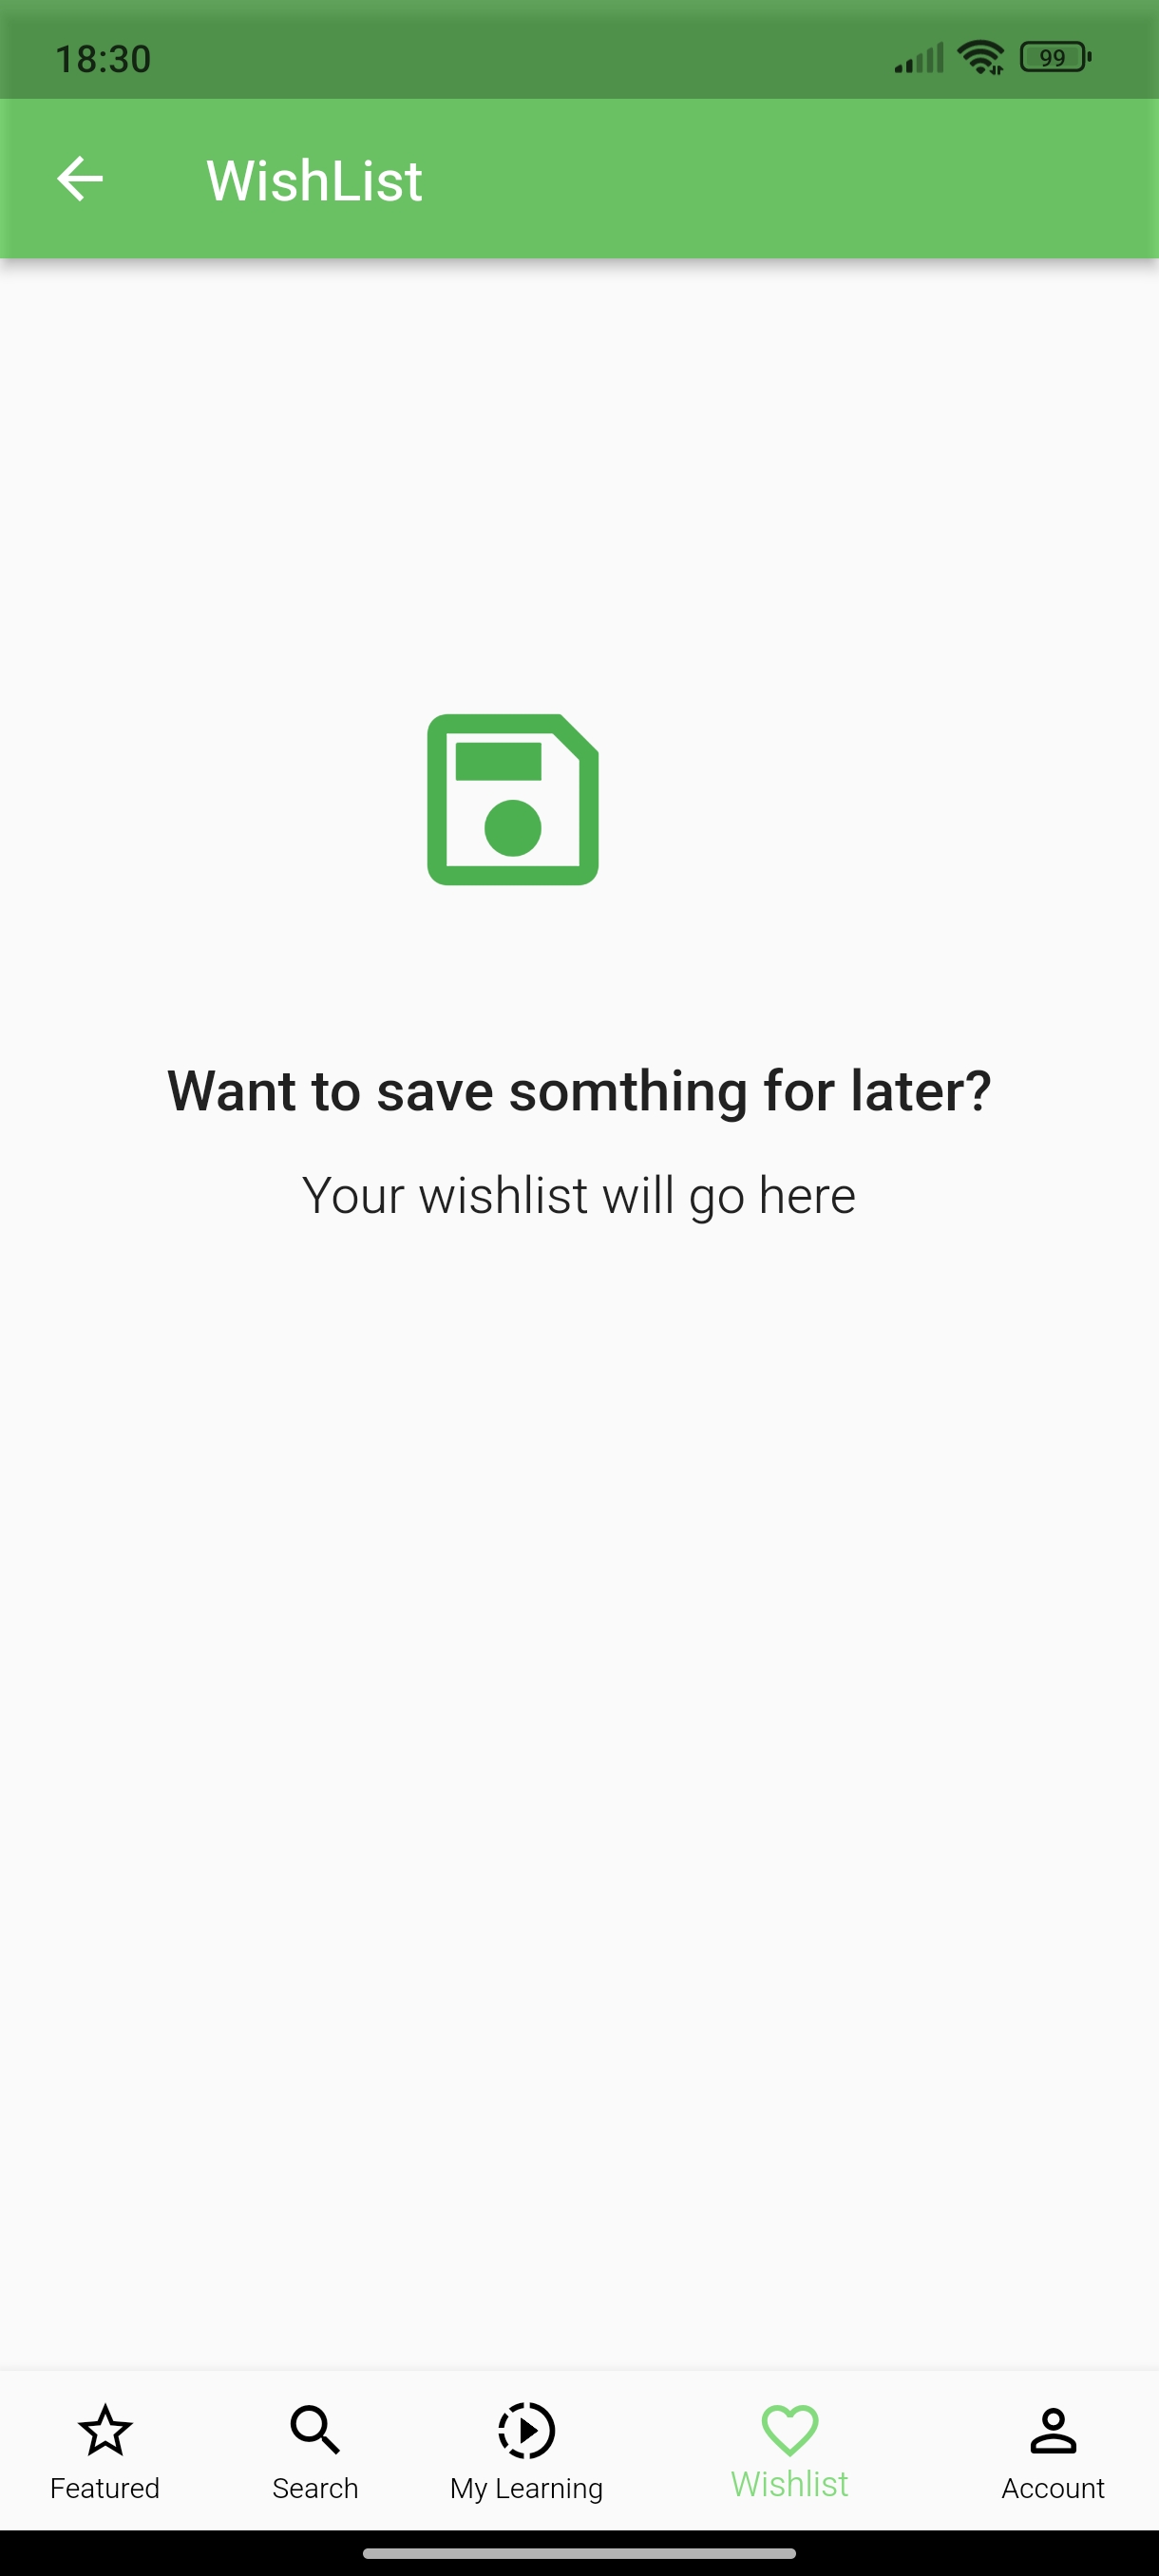 18:30
99
WishList
Want to save somthing for later?
Your wishlist will go here
Featured
Search
My Learning
Wishlist
Account